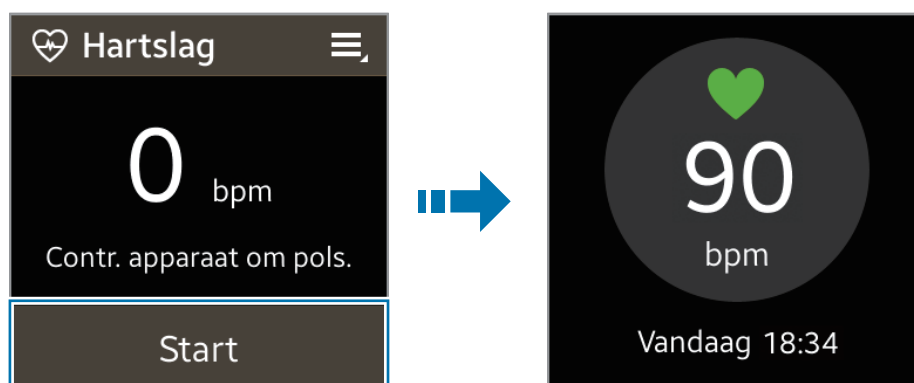 Hartslag
0 bpm
Contr. apparaat om pols.
Start
90
bpm
Vandaag 18:34